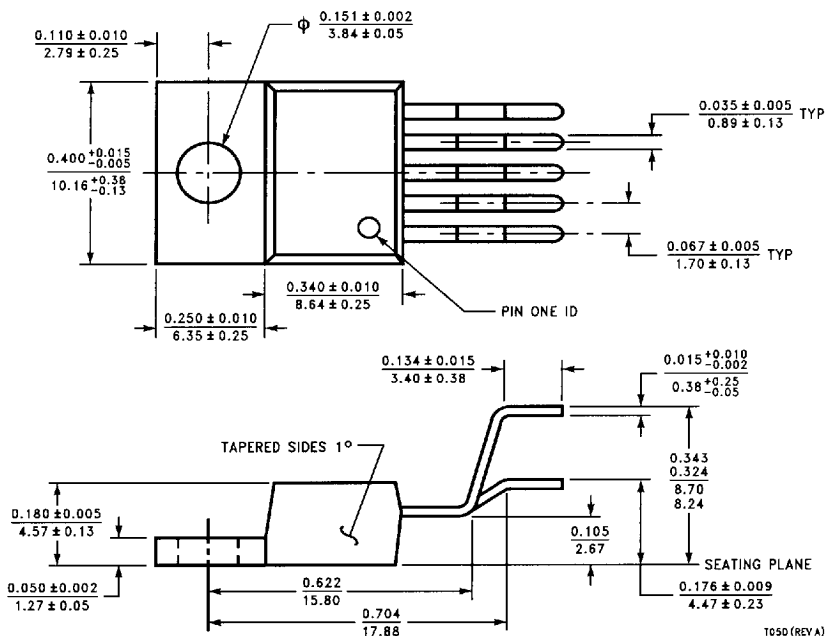 ϕ 0.151 ± 0.002
3.84 ± 0.05
0.110 ± 0.010
2.79 ± 0.25
0.035 ± 0.005
0.89 ± 0.13 TYP
0.400 +0.015 -0.005
10.16 +0.38 -0.13
0.067 ± 0.005
1.70 ± 0.13 TYP
0.340 ± 0.010
8.64 ± 0.25
PIN ONE ID
0.250 ± 0.010
6.35 ± 0.25
0.134 ± 0.015
3.40 ± 0.38
0.015 +0.010 -0.002
0.38 +0.25 -0.05
TAPERED SIDES 1°
0.343
0.324
8.70
8.24
0.180 ± 0.005
4.57 ± 0.13
0.105
2.67
SEATING PLANE
0.050 ± 0.002
1.27 ± 0.05
0.622
15.80
0.176 ± 0.009
4.47 ± 0.23
0.704
17.88
T05D (REV A)